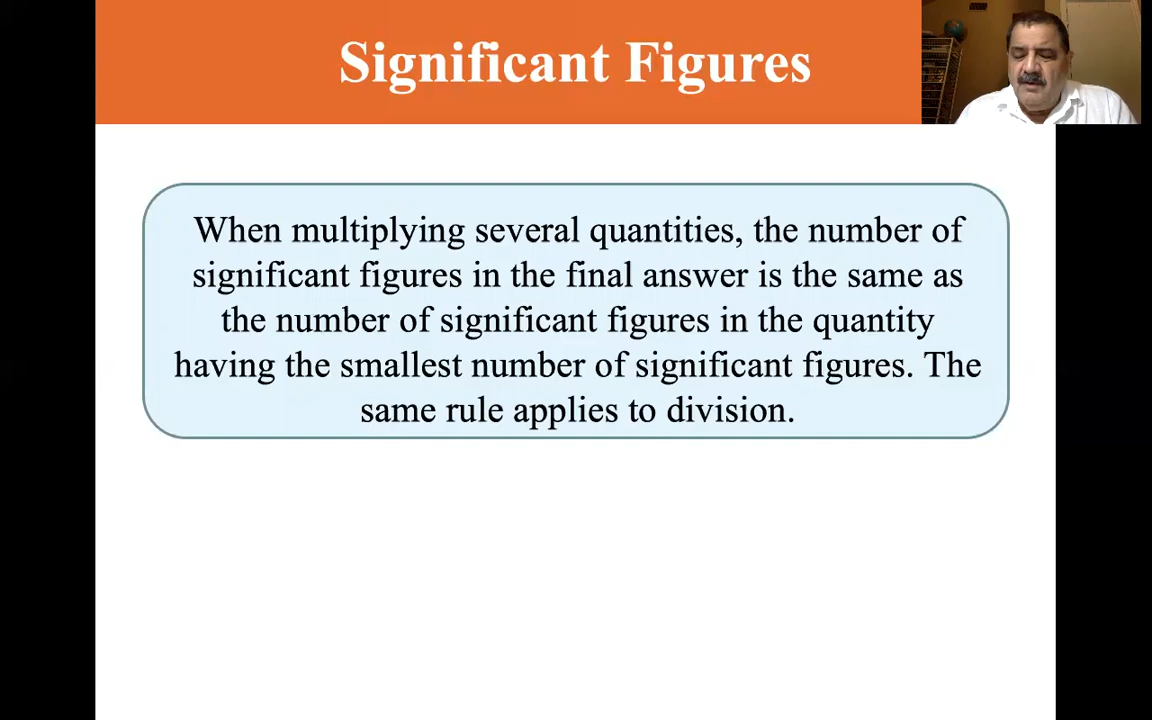 Significant Figures
When multiplying several quantities, the number of
significant figures in the final answer is the same as
the number of significant figures in the quantity
having the smallest number of significant figures. The
same rule applies to division.